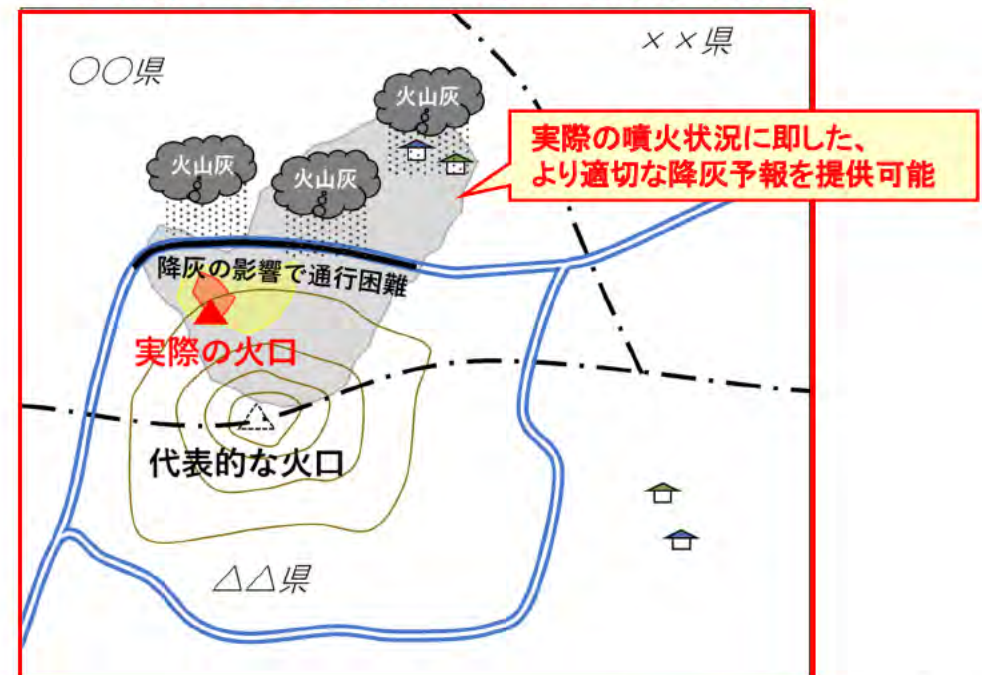 ○○県
××県
火山灰
火山灰
火山灰
実際の噴火状況に即した、
より適切な降灰予報を提供可能
降灰の影響で通行困難
実際の火口
代表的な火口
△△県